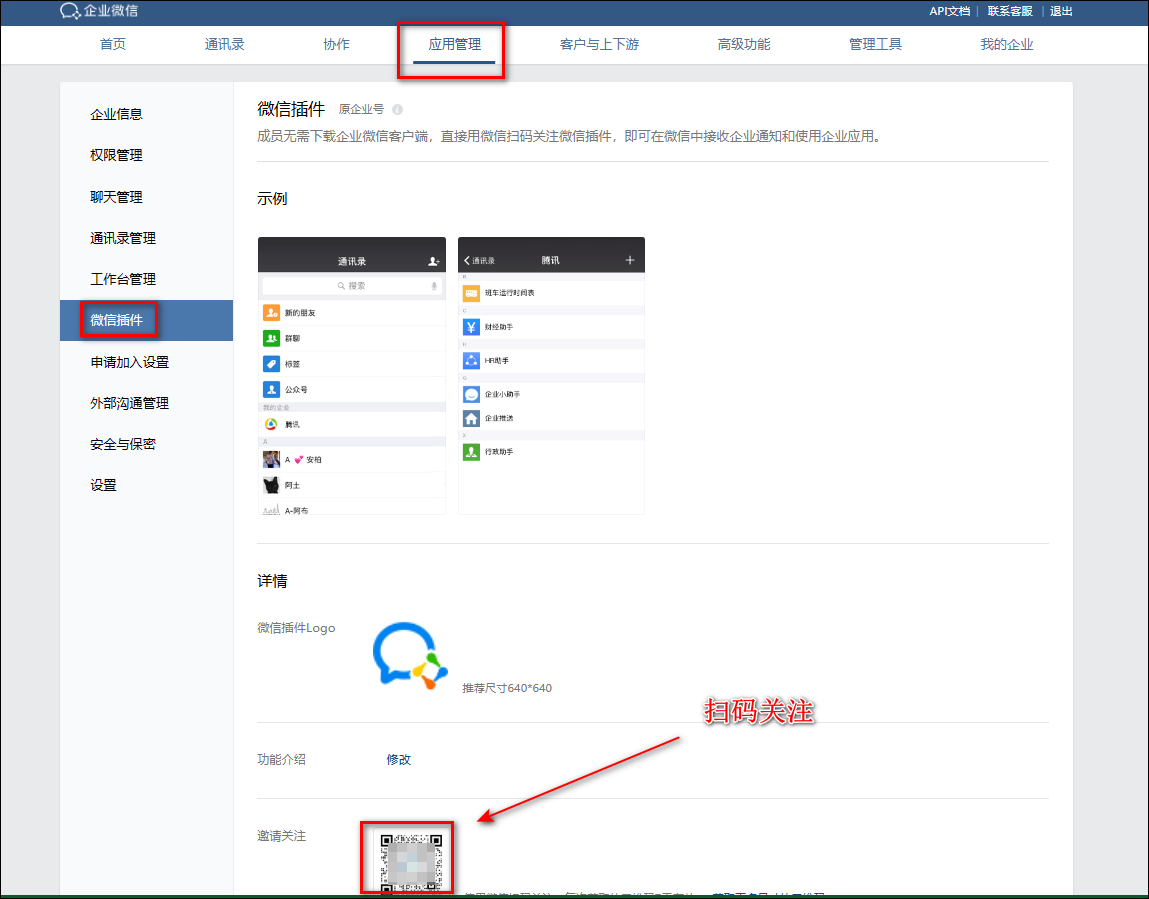 企业微信
API文档 | 联系客服 | 退出
首页 通讯录 协作 应用管理 客户与上下游 高级功能 管理工具 我的企业
企业信息
权限管理
聊天管理
通讯录管理
工作台管理
微信插件
申请加入设置
外部沟通管理
安全与保密
设置
微信插件 原企业号
成员无需下载企业微信客户端，直接用微信扫码关注微信插件，即可在微信中接收企业通知和使用企业应用。
示例
通讯录
搜索
新的朋友
群聊
标签
公众号
我的企业
腾讯
A
A 💕 安柏
阿土
A-阿布
通讯录 腾讯 +
B
班车运行时间表
C
财经助手
H
HR助手
Q
企业小助手
企业推送
X
行政助手
详情
微信插件Logo
推荐尺寸640*640
扫码关注
功能介绍 修改
邀请关注